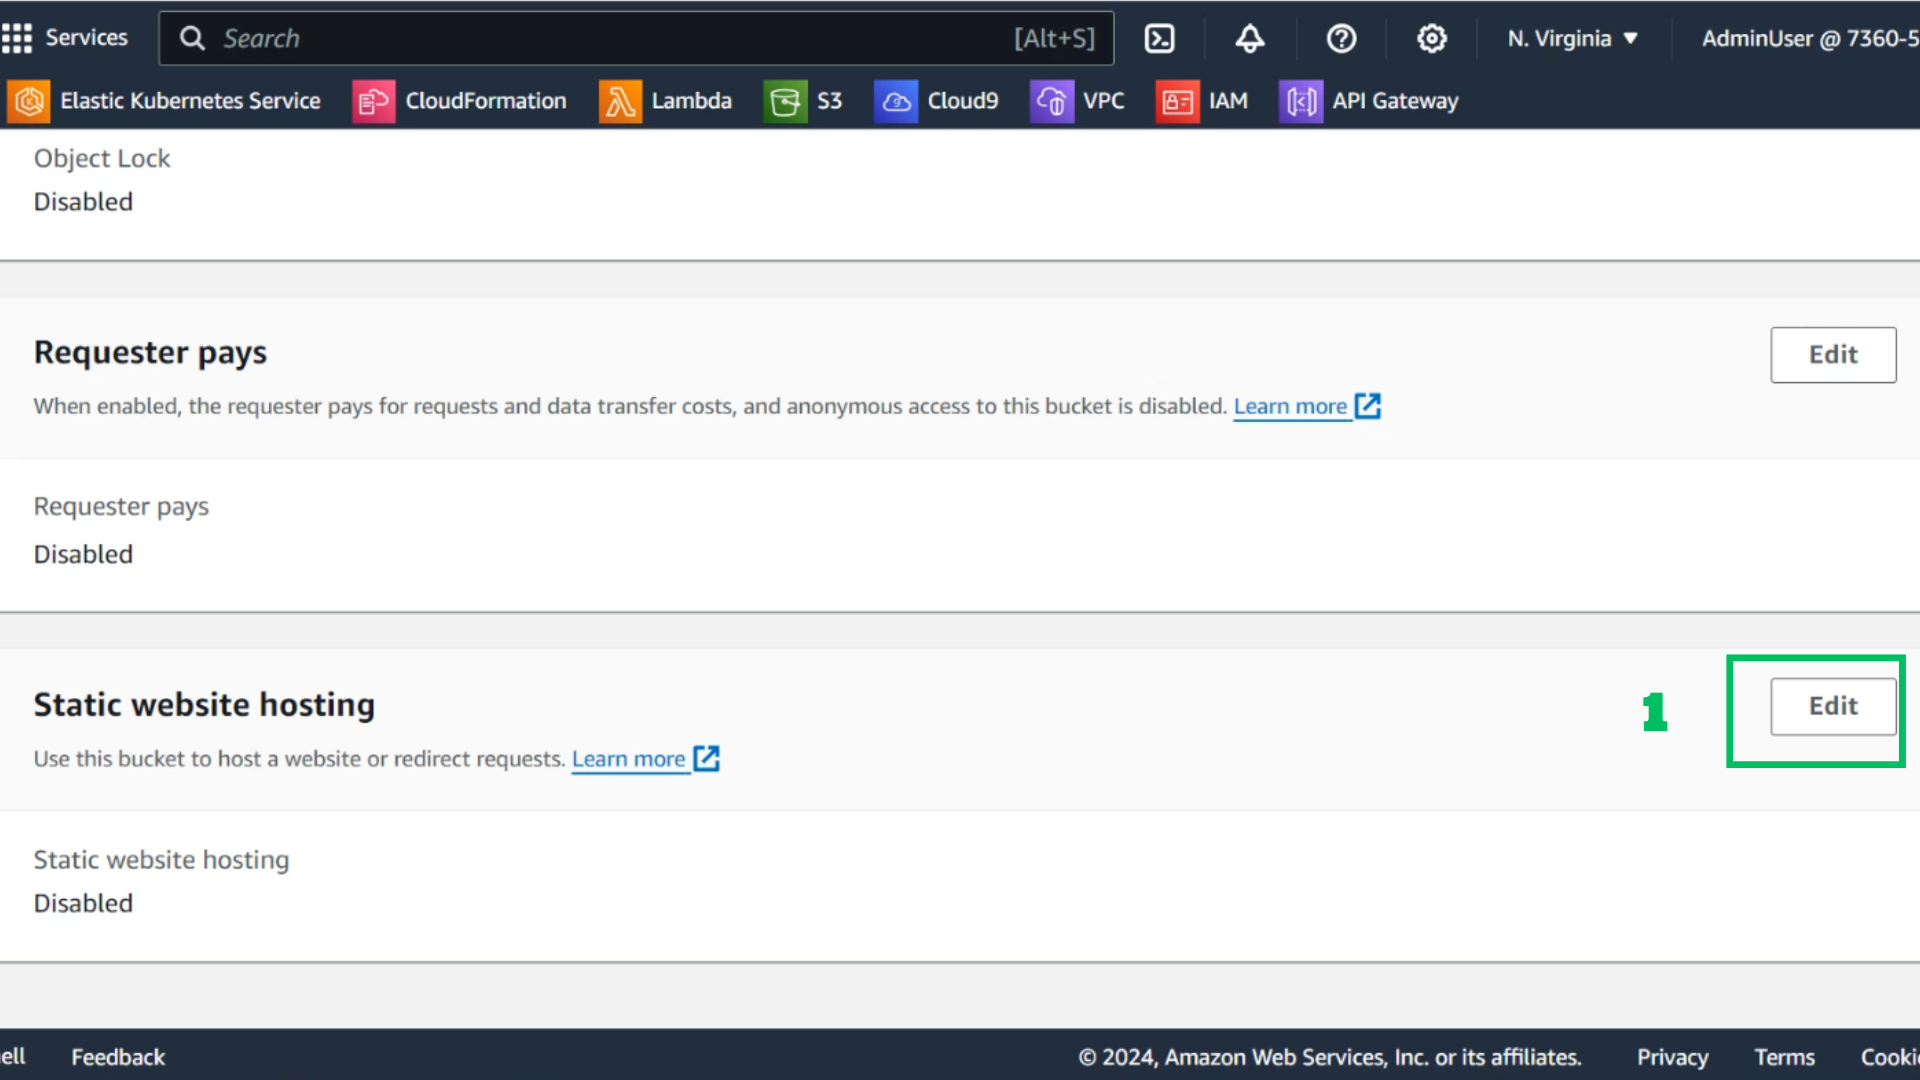 Services
Search [Alt+S]
N. Virginia ▼
AdminUser @ 7360-5
Elastic Kubernetes Service CloudFormation Lambda S3 Cloud9 VPC IAM API Gateway
Object Lock
Disabled
Requester pays
Edit
When enabled, the requester pays for requests and data transfer costs, and anonymous access to this bucket is disabled. Learn more
Requester pays
Disabled
Static website hosting
1
Edit
Use this bucket to host a website or redirect requests. Learn more
Static website hosting
Disabled
ell Feedback © 2024, Amazon Web Services, Inc. or its affiliates. Privacy Terms Cooki